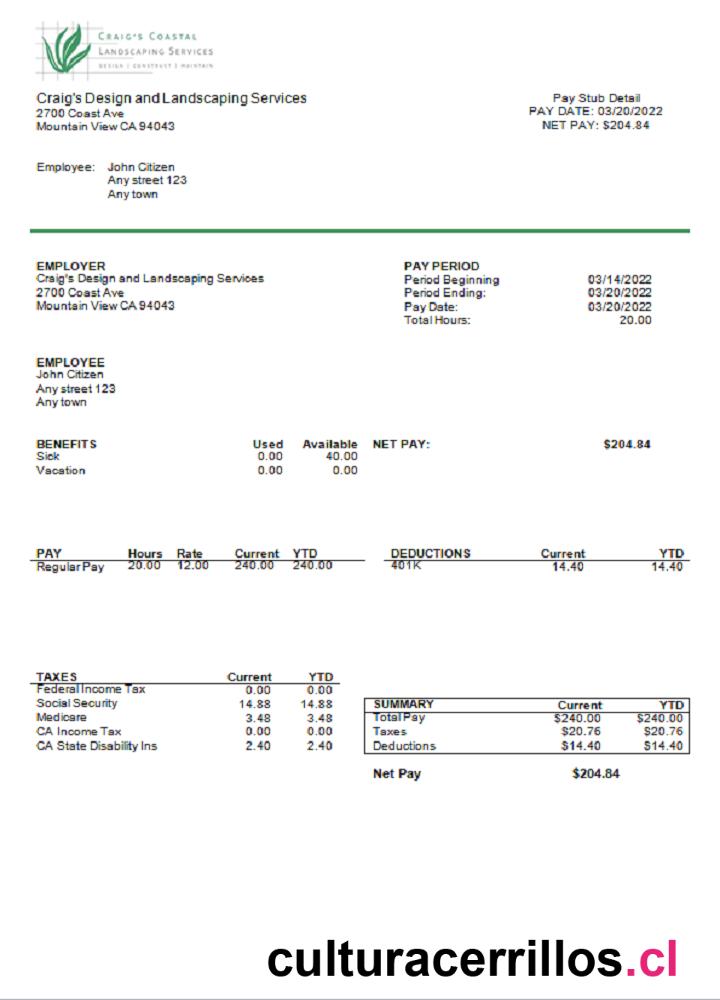 CRAIG'S COASTAL
LANDSCAPING SERVICES
DESIGN | CONSTRUCT | MAINTAIN
Craig's Design and Landscaping Services
2700 Coast Ave
Mountain View CA 94043
Pay Stub Detail
PAY DATE: 03/20/2022
NET PAY: $204.84
Employee: John Citizen
Any street 123
Any town
EMPLOYER
Craig's Design and Landscaping Services
2700 Coast Ave
Mountain View CA 94043
PAY PERIOD
Period Beginning 03/14/2022
Period Ending: 03/20/2022
Pay Date: 03/20/2022
Total Hours: 20.00
EMPLOYEE
John Citizen
Any street 123
Any town
BENEFITS Used Available
Sick 0.00 40.00
Vacation 0.00 0.00
NET PAY: $204.84
PAY Hours Rate Current YTD
Regular Pay 20.00 12.00 240.00 240.00
DEDUCTIONS Current YTD
401K 14.40 14.40
TAXES Current YTD
Federal Income Tax 0.00 0.00
Social Security 14.88 14.88
Medicare 3.48 3.48
CA Income Tax 0.00 0.00
CA State Disability Ins 2.40 2.40
SUMMARY Current YTD
Total Pay $240.00 $240.00
Taxes $20.76 $20.76
Deductions $14.40 $14.40
Net Pay $204.84
culturacerrillos.cl